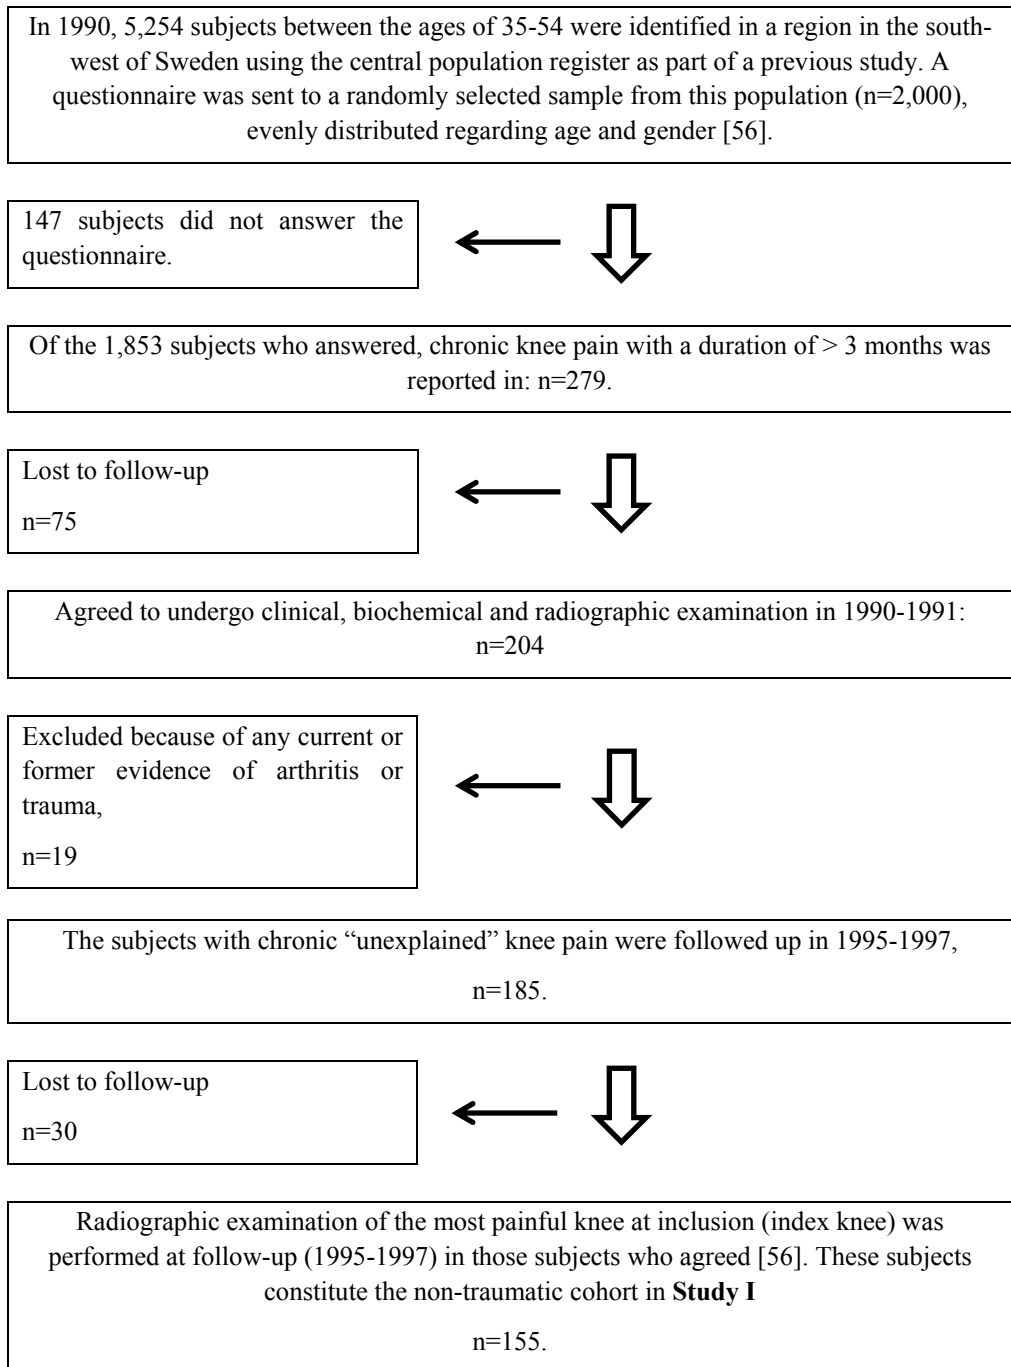 In 1990, 5,254 subjects between the ages of 35-54 were identified in a region in the south-
west of Sweden using the central population register as part of a previous study. A
questionnaire was sent to a randomly selected sample from this population (n=2,000),
evenly distributed regarding age and gender [56].
147 subjects did not answer the
questionnaire.
Of the 1,853 subjects who answered, chronic knee pain with a duration of > 3 months was
reported in: n=279.
Lost to follow-up
n=75
Agreed to undergo clinical, biochemical and radiographic examination in 1990-1991:
n=204
Excluded because of any current or
former evidence of arthritis or
trauma,
n=19
The subjects with chronic “unexplained” knee pain were followed up in 1995-1997,
n=185.
Lost to follow-up
n=30
Radiographic examination of the most painful knee at inclusion (index knee) was
performed at follow-up (1995-1997) in those subjects who agreed [56]. These subjects
constitute the non-traumatic cohort in Study I
n=155.